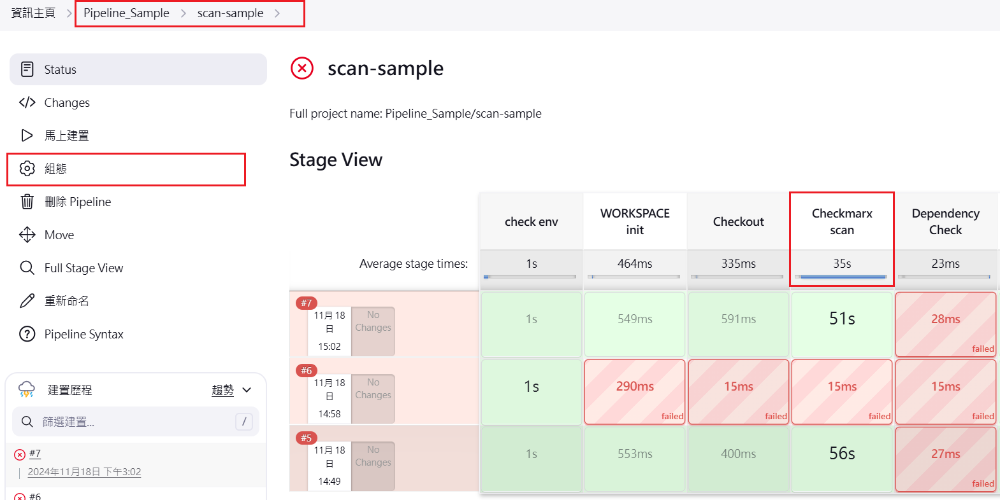 資訊主頁 > Pipeline_Sample > scan-sample >
Status
Changes
馬上建置
組態
刪除 Pipeline
Move
Full Stage View
重新命名
Pipeline Syntax
建置歷程 趨勢
篩選建置... /
#7
2024年11月18日 下午3:02
#6
scan-sample
Full project name: Pipeline_Sample/scan-sample
Stage View
check env
WORKSPACE
init
Checkout
Checkmarx
scan
Dependency
Check
Average stage times: 1s 464ms 335ms 35s 23ms
#7
11月 18
日
15:02
No
Changes
1s 549ms 591ms 51s 28ms
failed
#6
11月 18
日
14:58
No
Changes
1s 290ms 15ms 15ms 15ms
failed failed failed failed
#5
11月 18
日
14:49
No
Changes
1s 553ms 400ms 56s 27ms
failed